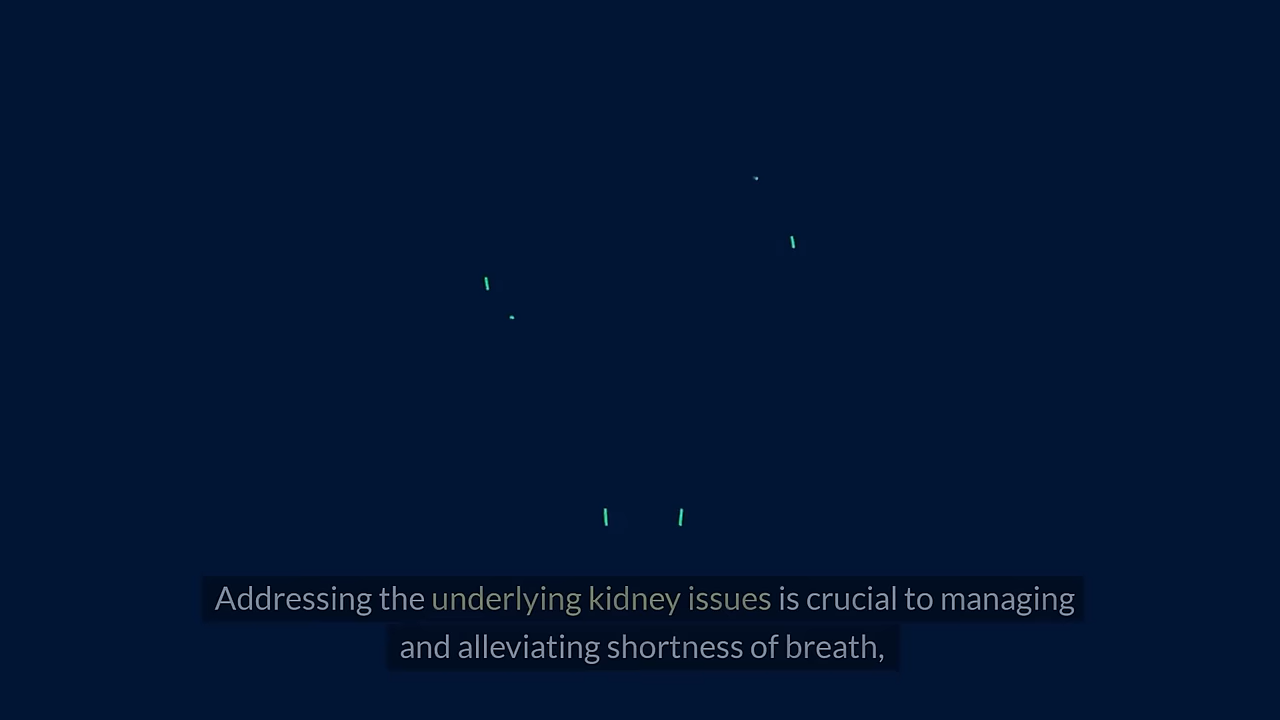 Addressing the underlying kidney issues is crucial to managing
and alleviating shortness of breath,